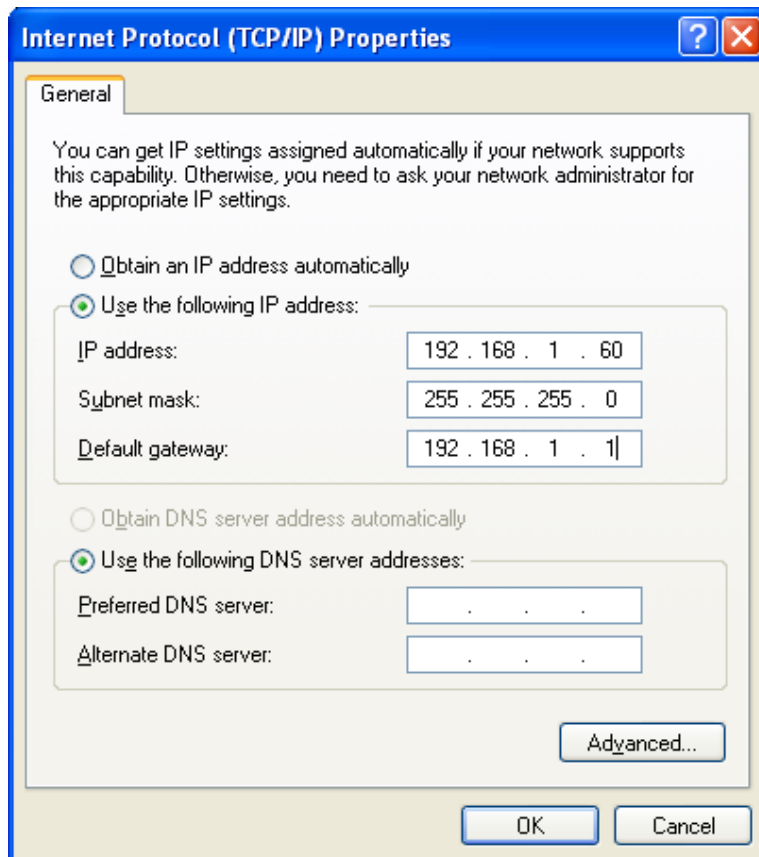 Internet Protocol (TCP/IP) Properties
General
You can get IP settings assigned automatically if your network supports
this capability. Otherwise, you need to ask your network administrator for
the appropriate IP settings.
Obtain an IP address automatically
Use the following IP address:
IP address: 192 . 168 . 1 . 60
Subnet mask: 255 . 255 . 255 . 0
Default gateway: 192 . 168 . 1 . 1
Obtain DNS server address automatically
Use the following DNS server addresses:
Preferred DNS server: . . .
Alternate DNS server: . . .
Advanced...
OK Cancel